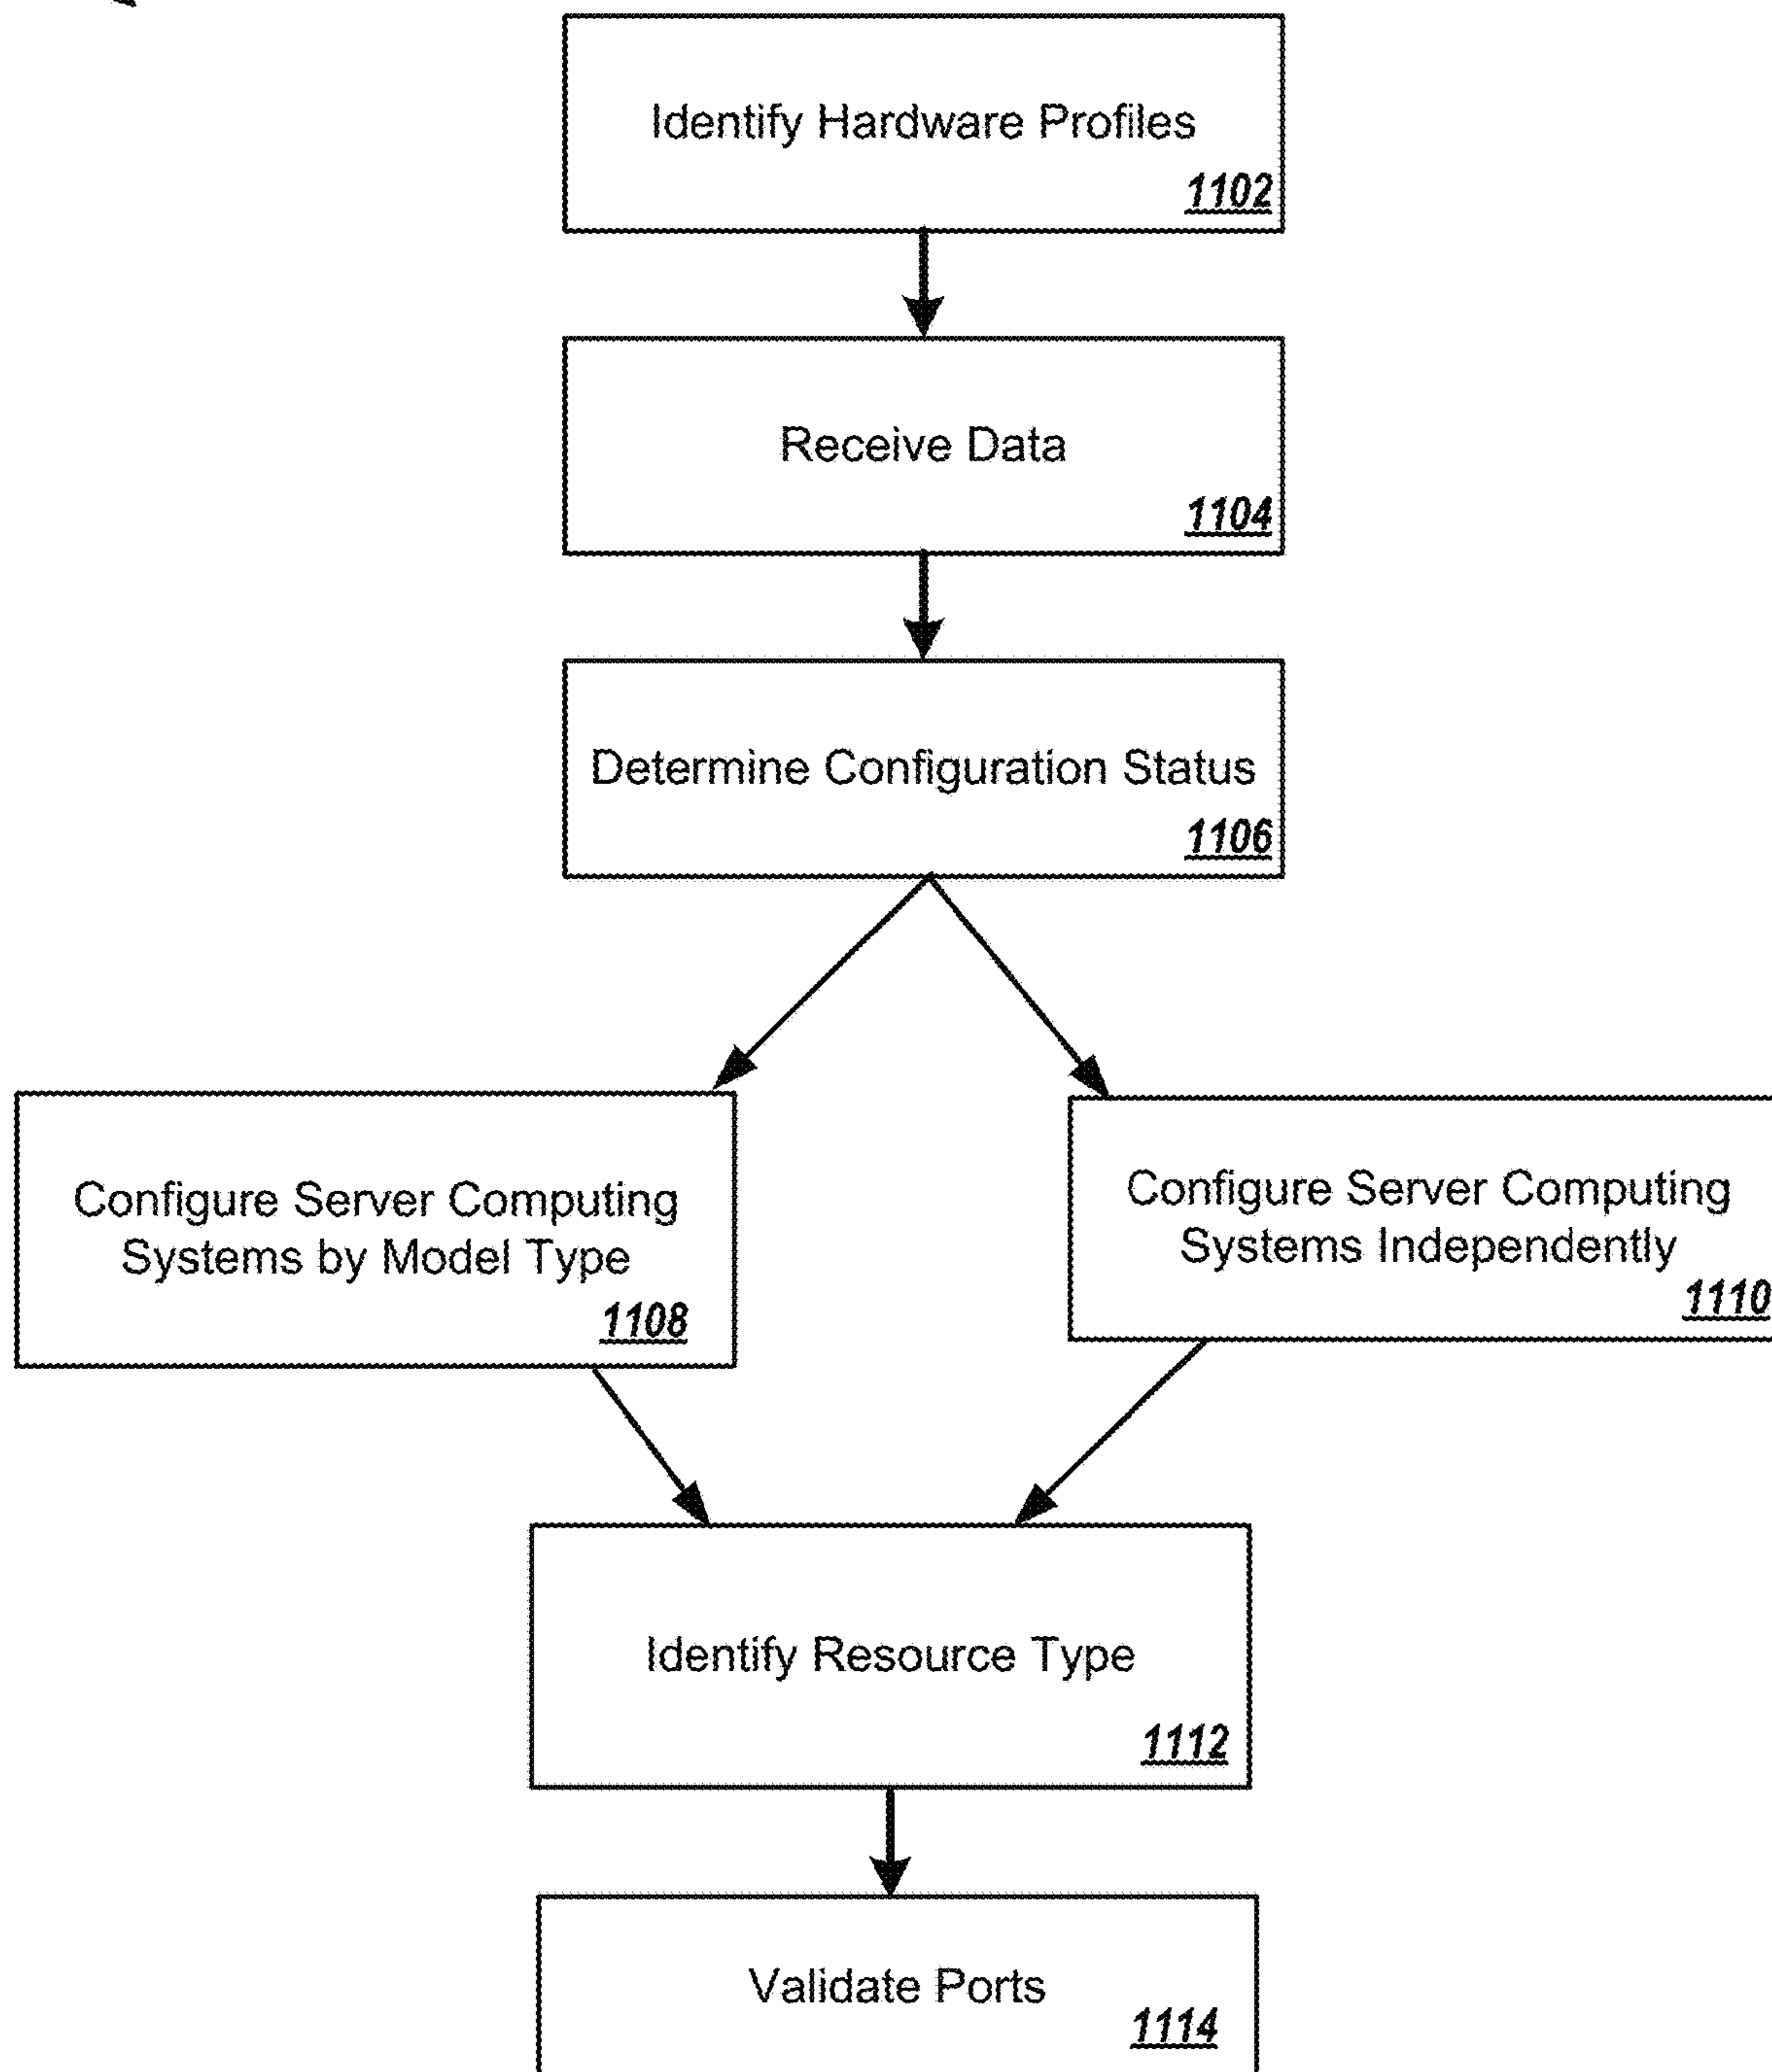 Identify Hardware Profiles
1102
Receive Data
1104
Determine Configuration Status
1106
Configure Server Computing
Systems by Model Type
1108
Configure Server Computing
Systems Independently
1110
Identify Resource Type
1112
Validate Ports
1114